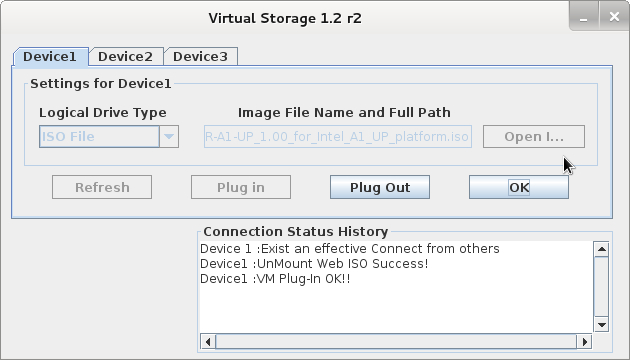 Virtual Storage 1.2 r2
Device1 Device2 Device3
Settings for Device1
Logical Drive Type Image File Name and Full Path
ISO File R-A1-UP_1.00_for_Intel_A1_UP_platform.iso Open I...
Refresh Plug in Plug Out OK
Connection Status History
Device 1 :Exist an effective Connect from others
Device1 :UnMount Web ISO Success!
Device1 :VM Plug-In OK!!